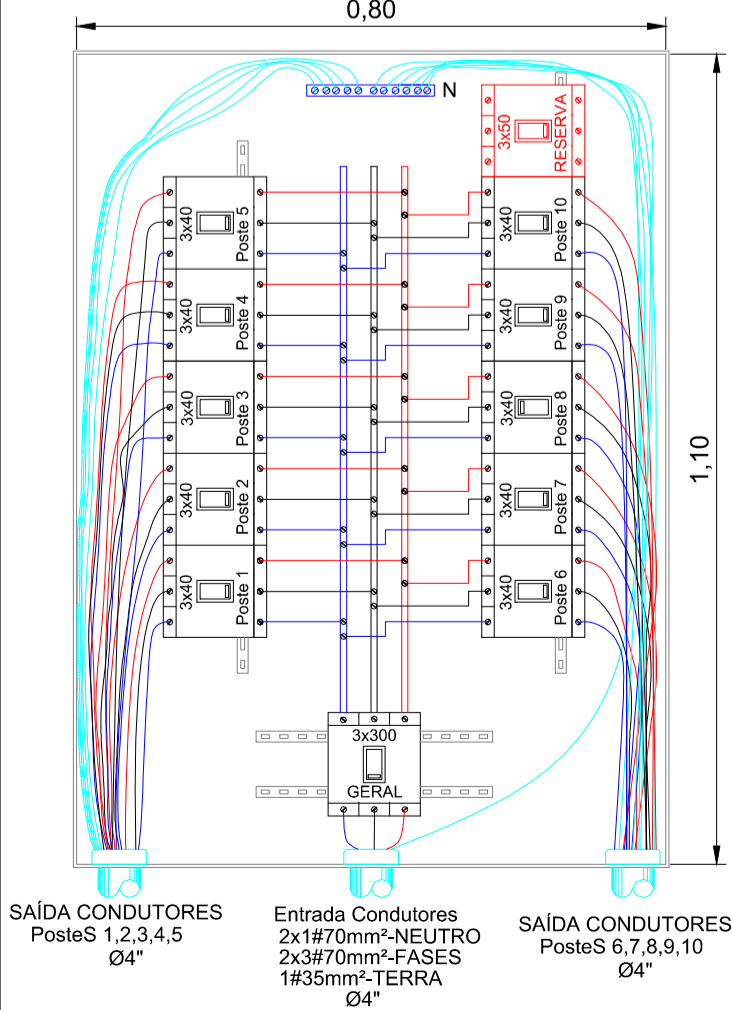 0,80
N
3x50
RESERVA
3x40
Poste 5
3x40
Poste 4
3x40
Poste 3
3x40
Poste 2
3x40
Poste 1
3x40
Poste 10
3x40
Poste 9
3x40
Poste 8
3x40
Poste 7
3x40
Poste 6
1,10
3x300
GERAL
SAÍDA CONDUTORES
PosteS 1,2,3,4,5
Ø4"
Entrada Condutores
2x1#70mm²-NEUTRO
2x3#70mm²-FASES
1#35mm²-TERRA
Ø4"
SAÍDA CONDUTORES
PosteS 6,7,8,9,10
Ø4"